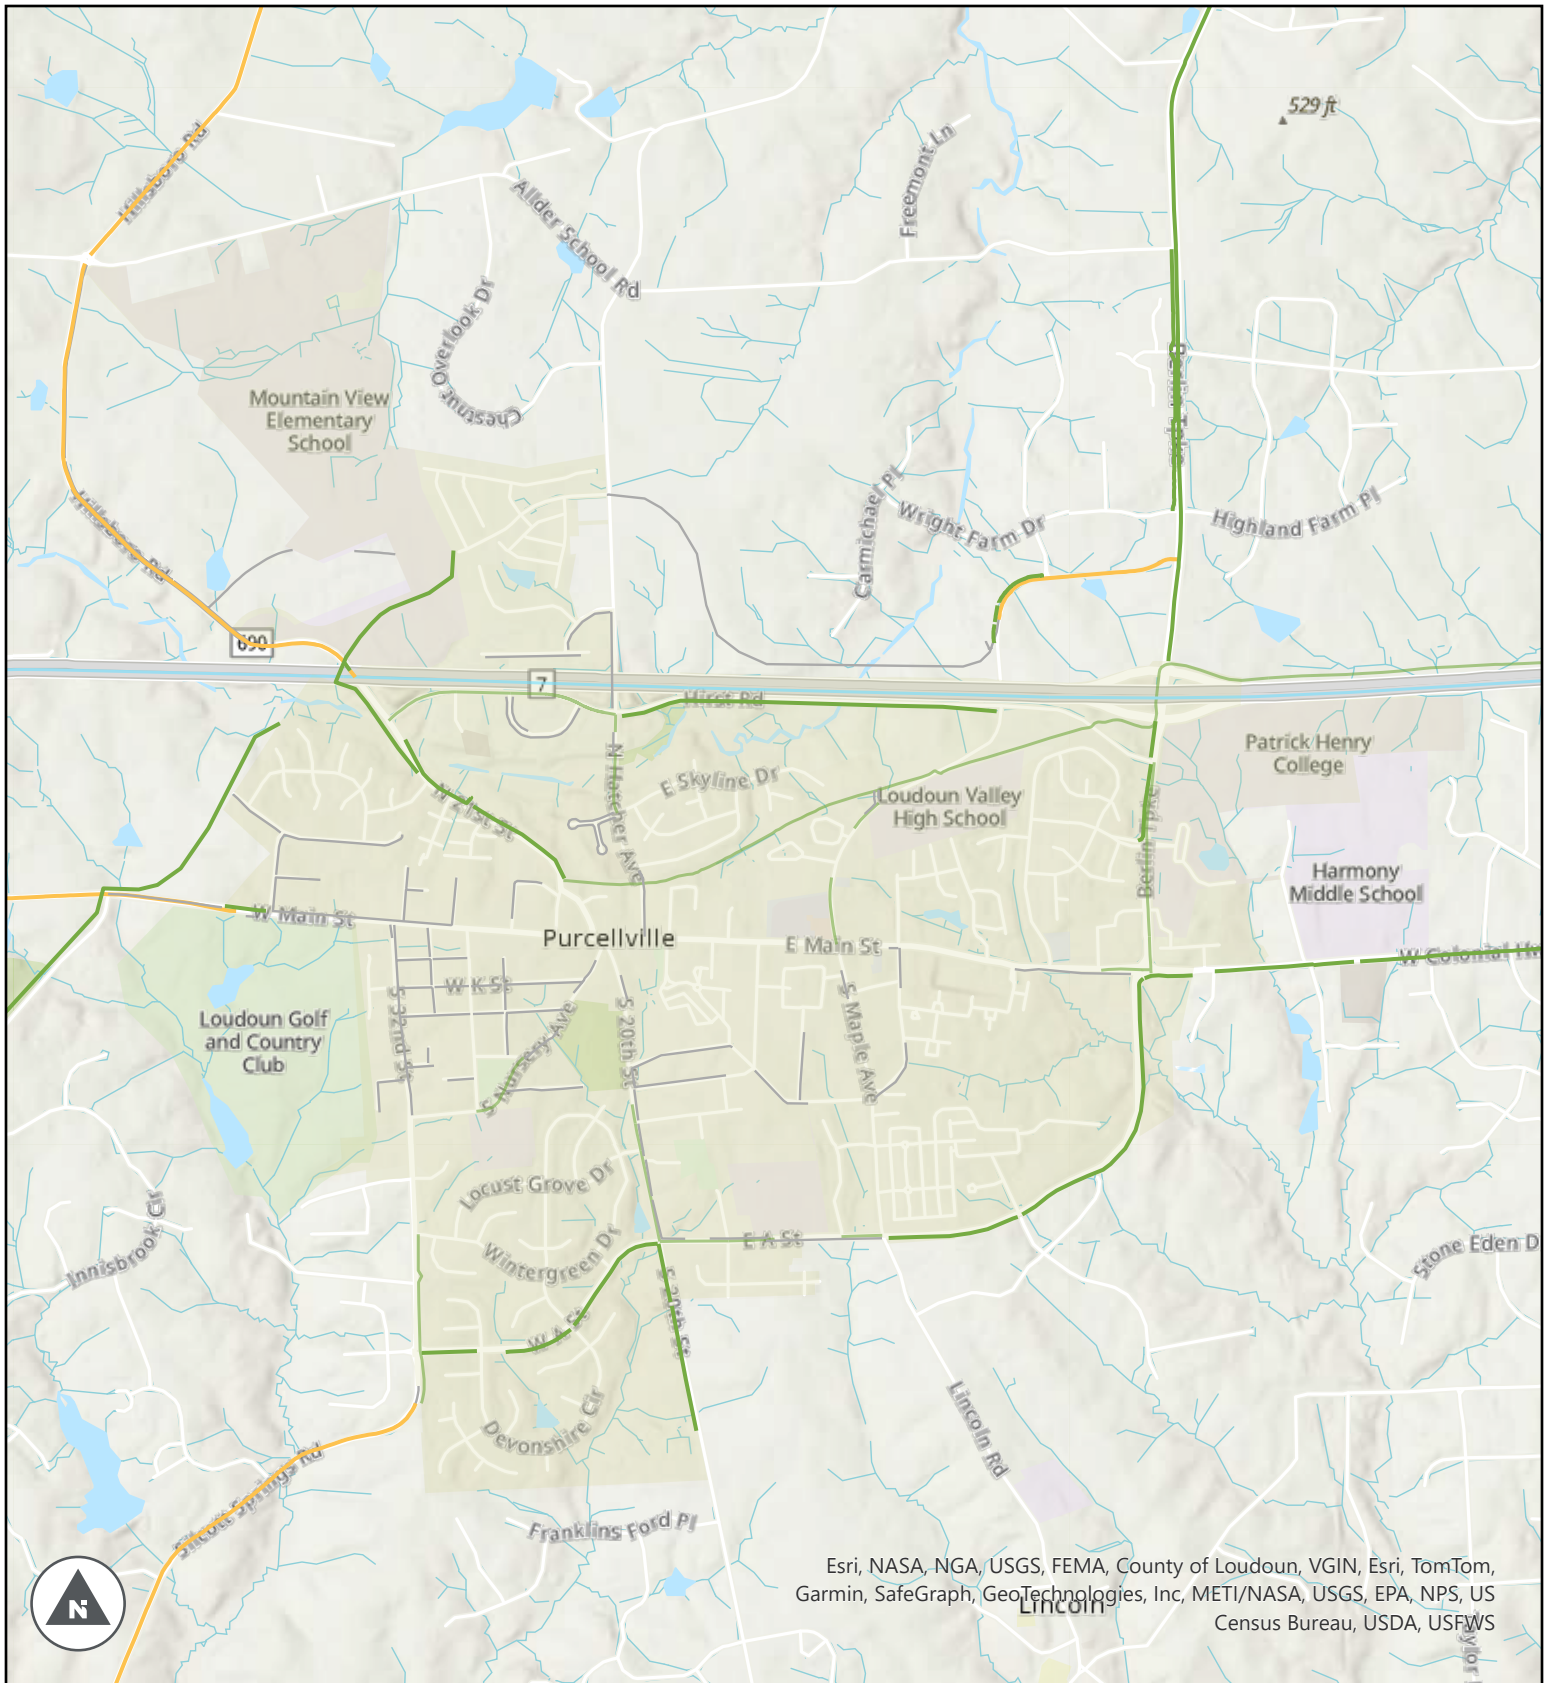 529 ft
Hillsboro Rd
Freemont Ln
Allder School Rd
Chestnut Overlook Dr
Berlin Tpke
Mountain View
Elementary
School
Carmichael Pl
Wright Farm Dr
Highland Farm Pl
Hillsboro Rd
690
7
Hirst Rd
Patrick Henry
College
N Hatcher Ave
E Skyline Dr
N 21st St
Loudoun Valley
High School
Berlin Tpke
Harmony
Middle School
W Main St
Purcellville
E Main St
W Colonial
W K St
S 32nd St
S Nursery Ave
S 20th St
S Maple Ave
Loudoun Golf
and Country
Club
Locust Grove Dr
Innisbrook Cir
Wintergreen Dr
E A St
Stone Eden D
S 20th St
W A St
Devonshire Cir
Lincoln Rd
Silcott Springs Rd
Franklins Ford Pl
Esri, NASA, NGA, USGS, FEMA, County of Loudoun, VGIN, Esri, TomTom,
Garmin, SafeGraph, GeoTechnologies, Inc, METI/NASA, USGS, EPA, NPS, US
Census Bureau, USDA, USFWS
Lincoln
N